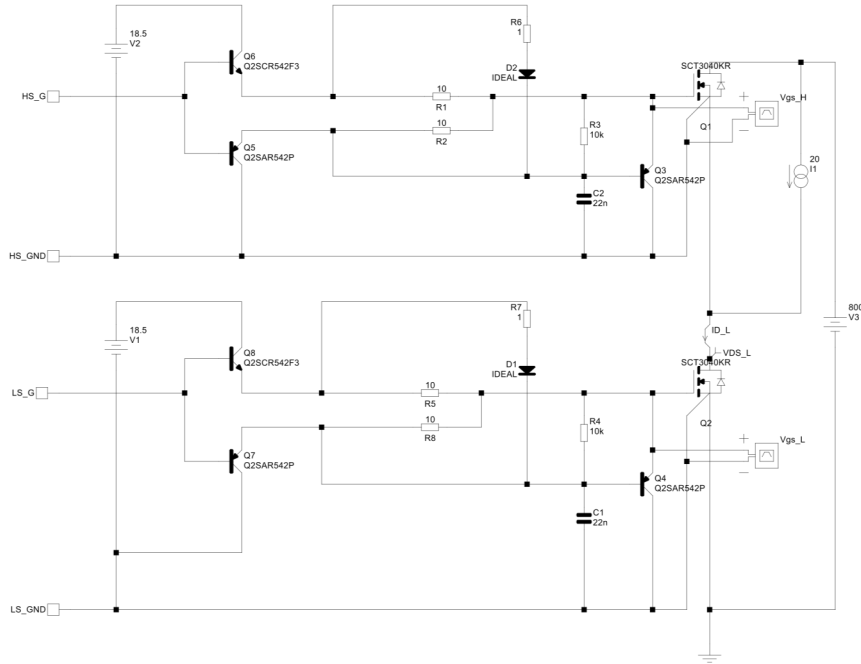 18.5
V2
Q6
Q2SCR542F3
R6
1
D2
IDEAL
SCT3040KR
HS_G
10
R1
10
R2
Q5
Q2SAR542P
R3
10k
C2
22n
Q3
Q2SAR542P
Q1
+
Vgs_H
−
20
I1
HS_GND
18.5
V1
Q8
Q2SCR542F3
R7
1
D1
IDEAL
ID_L
VDS_L
SCT3040KR
800
V3
LS_G
10
R5
10
R8
Q7
Q2SAR542P
R4
10k
C1
22n
Q4
Q2SAR542P
Q2
+
Vgs_L
−
LS_GND